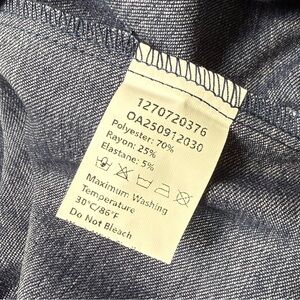 1270720376
OA250912030
Polyester: 70%
Rayon: 25%
Elastane: 5%
Maximum Washing
Temperature
30°C/86°F
Do Not Bleach